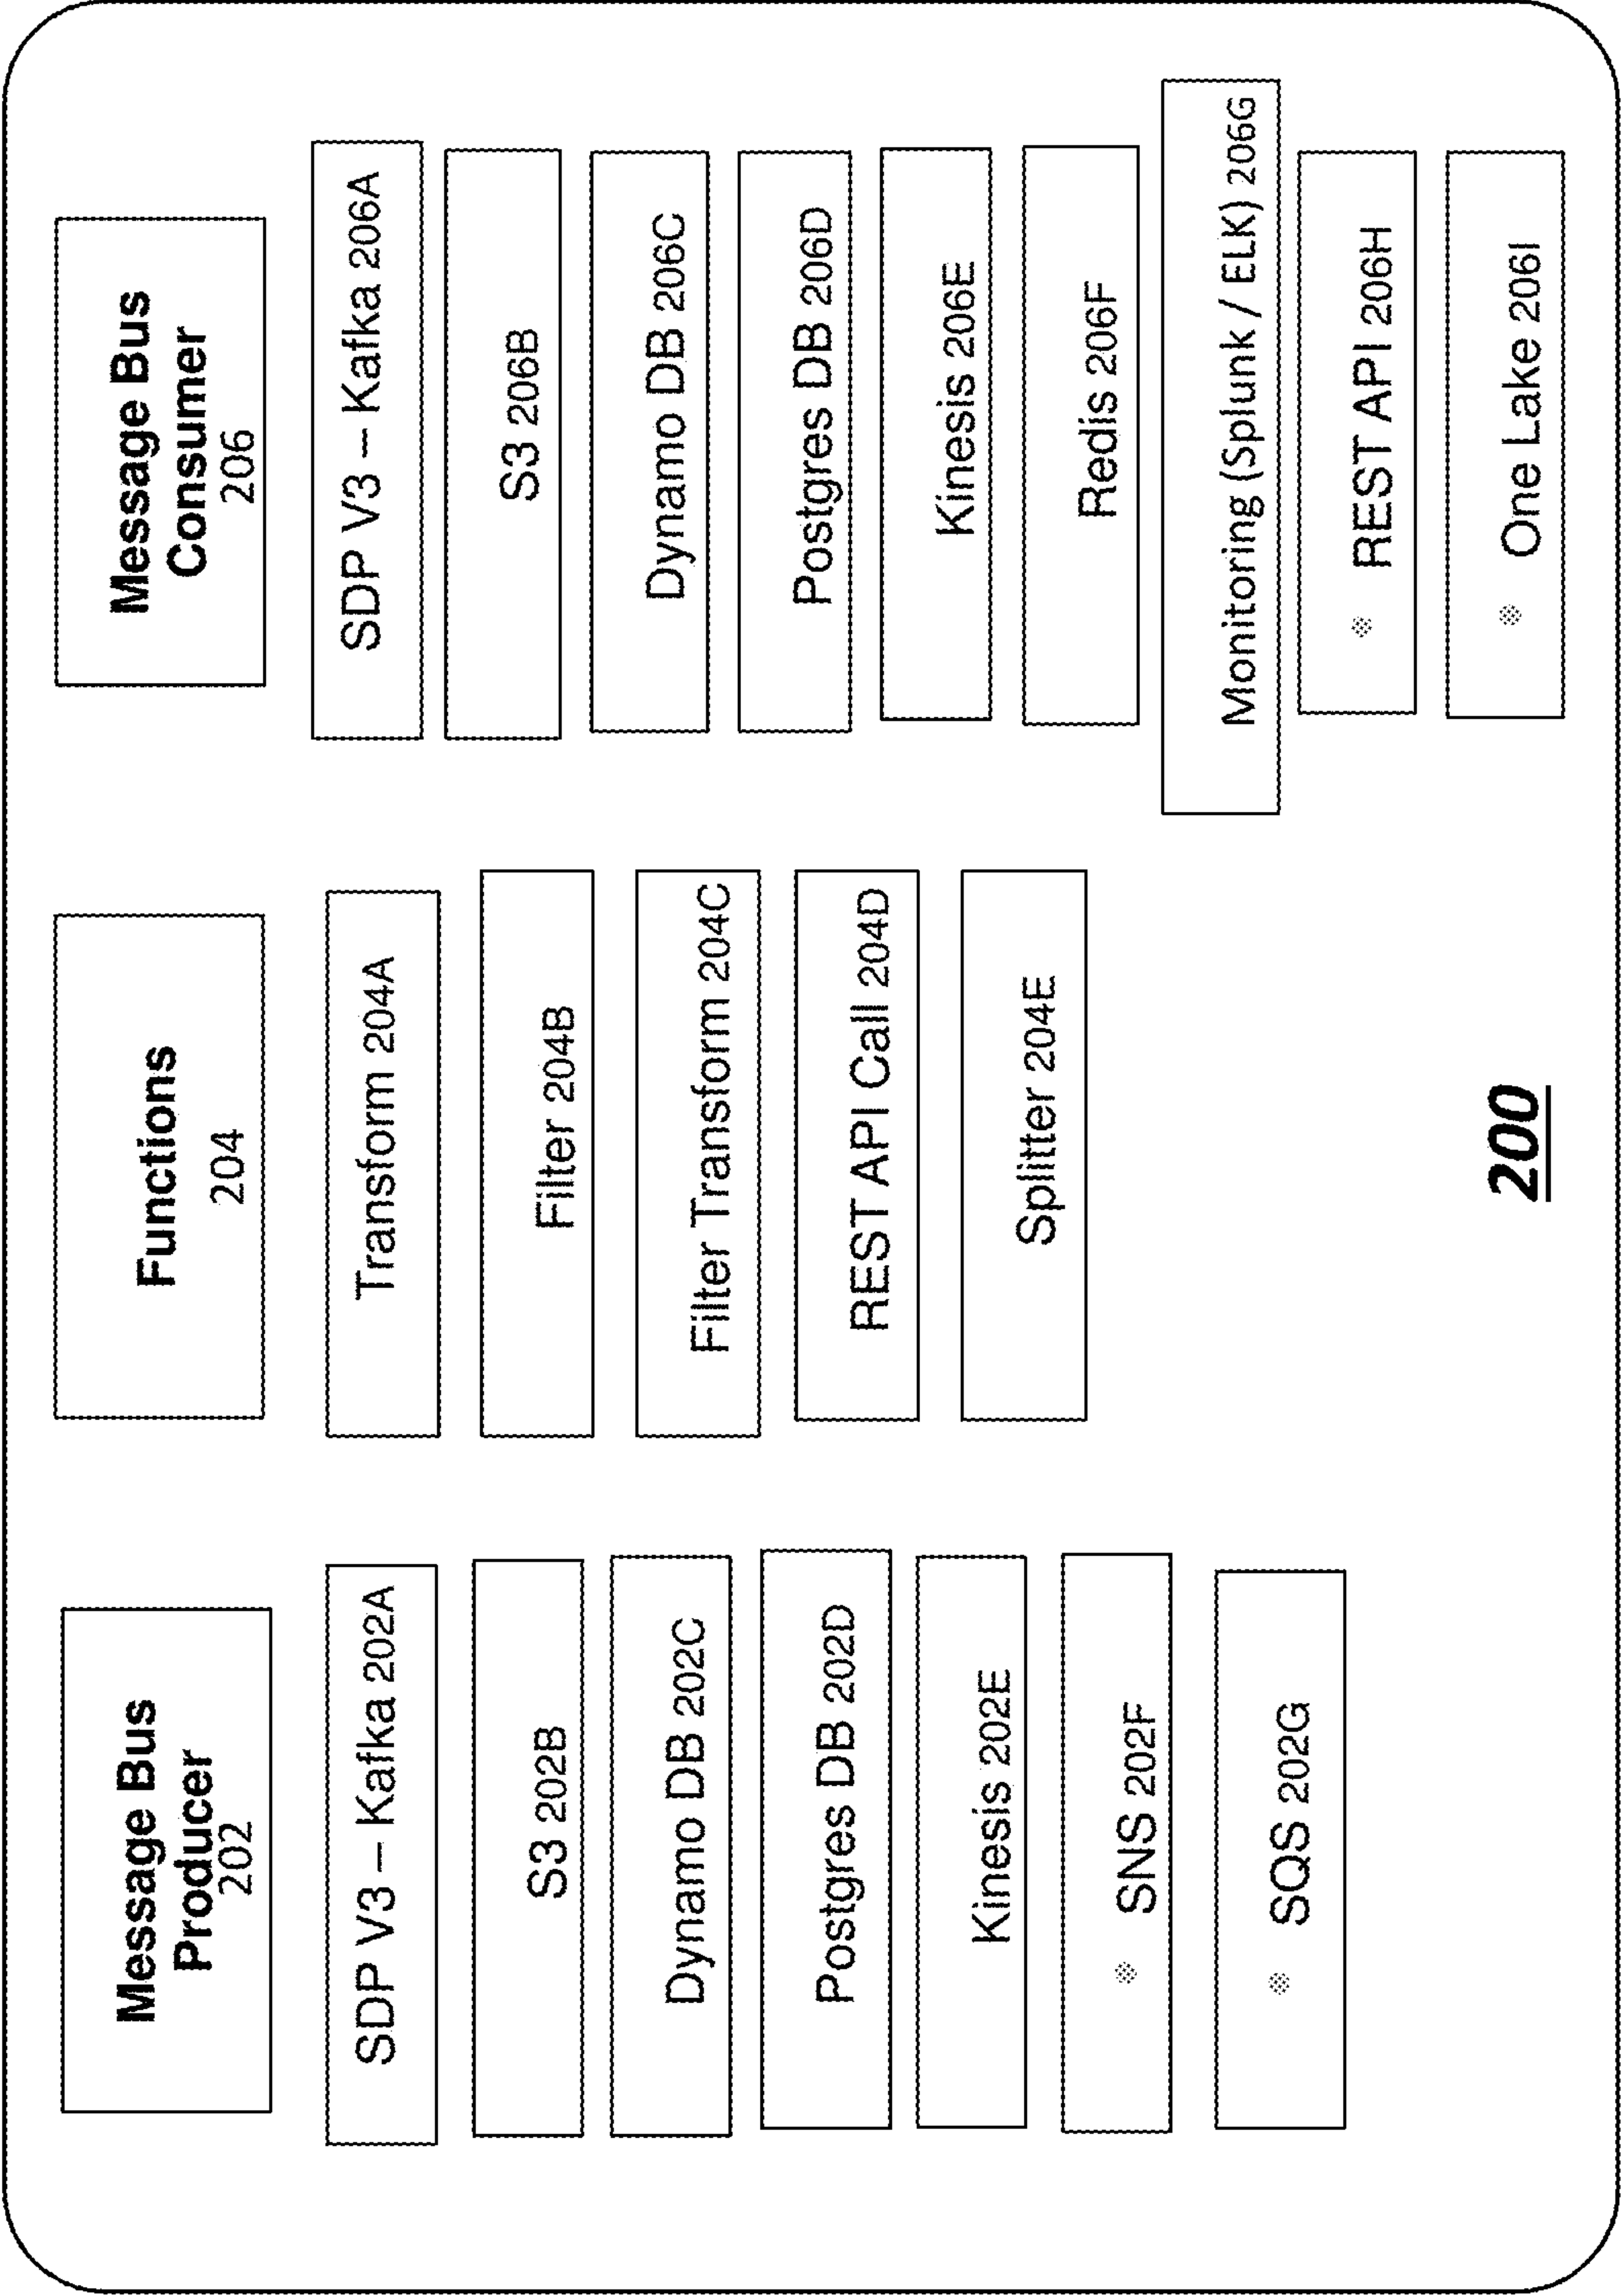 Message Bus
Producer
202
SDP V3 – Kafka 202A
S3 202B
Dynamo DB 202C
Postgres DB 202D
Kinesis 202E
SNS 202F
SQS 202G
Functions
204
Transform 204A
Filter 204B
Filter Transform 204C
REST API Call 204D
Splitter 204E
Message Bus
Consumer
206
SDP V3 – Kafka 206A
S3 206B
Dynamo DB 206C
Postgres DB 206D
Kinesis 206E
Redis 206F
Monitoring (Splunk / ELK) 206G
REST API 206H
One Lake 206I
200